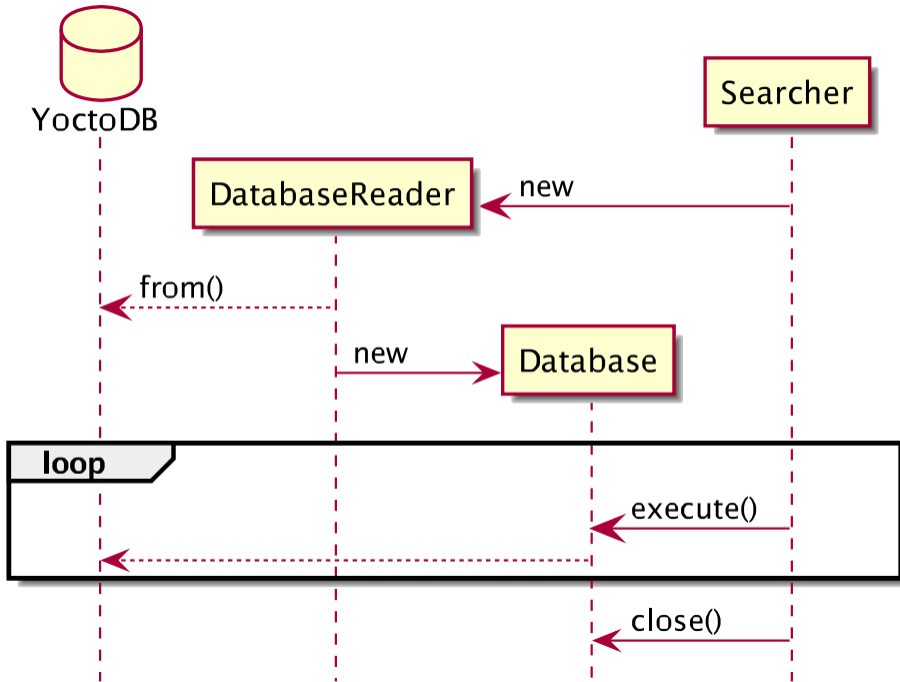 YoctoDB
Searcher
DatabaseReader
new
from()
new
Database
loop
execute()
close()